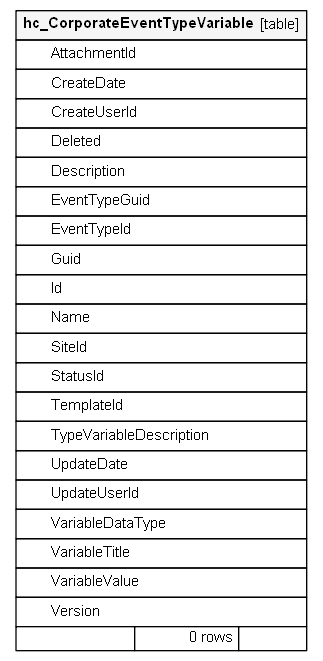 hc_CorporateEventTypeVariable [table]
AttachmentId
CreateDate
CreateUserId
Deleted
Description
EventTypeGuid
EventTypeId
Guid
Id
Name
SiteId
StatusId
TemplateId
TypeVariableDescription
UpdateDate
UpdateUserId
VariableDataType
VariableTitle
VariableValue
Version
0 rows